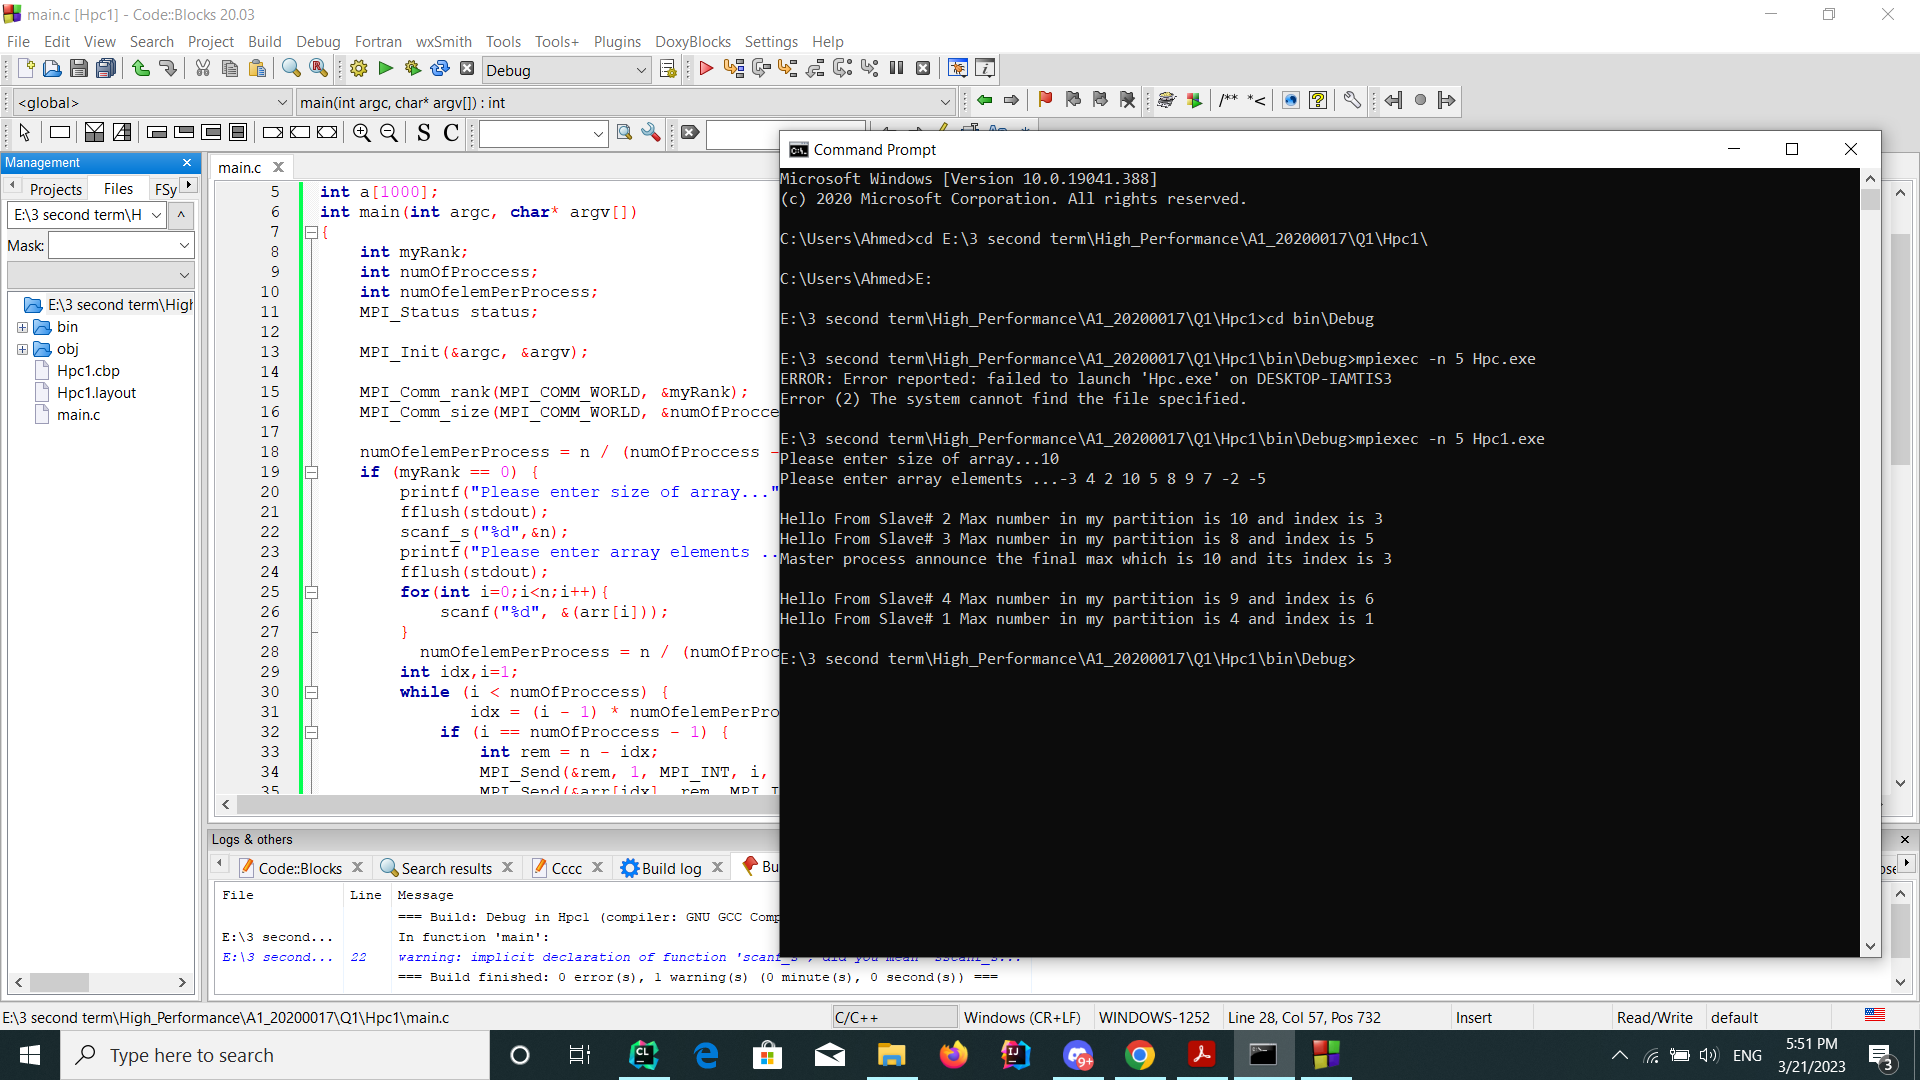 main.c [Hpc1] - Code::Blocks 20.03
File Edit View Search Project Build Debug Fortran wxSmith Tools Tools+ Plugins DoxyBlocks Settings Help
Debug
<global>
main(int argc, char* argv[]) : int
/** *<
S C
Management
Projects Files FSy
E:\3 second term\H
Mask:
E:\3 second term\High
bin
obj
Hpc1.cbp
Hpc1.layout
main.c
main.c
5 int a[1000];
6 int main(int argc, char* argv[])
7 {
8 int myRank;
9 int numOfProccess;
10 int numOfelemPerProcess;
11 MPI_Status status;
12
13 MPI_Init(&argc, &argv);
14
15 MPI_Comm_rank(MPI_COMM_WORLD, &myRank);
16 MPI_Comm_size(MPI_COMM_WORLD, &numOfProcce
17
18 numOfelemPerProcess = n / (numOfProccess -
19 if (myRank == 0) {
20 printf("Please enter size of array..."
21 fflush(stdout);
22 scanf_s("%d",&n);
23 printf("Please enter array elements ..
24 fflush(stdout);
25 for(int i=0;i<n;i++){
26 scanf("%d", &(arr[i]));
27 }
28 numOfelemPerProcess = n / (numOfProc
29 int idx,i=1;
30 while (i < numOfProccess) {
31 idx = (i - 1) * numOfelemPerPro
32 if (i == numOfProccess - 1) {
33 int rem = n - idx;
34 MPI_Send(&rem, 1, MPI_INT, i,
35 MPI_Send(&arr[idx], rem, MPI_I
Command Prompt
Microsoft Windows [Version 10.0.19041.388]
(c) 2020 Microsoft Corporation. All rights reserved.
C:\Users\Ahmed>cd E:\3 second term\High_Performance\A1_20200017\Q1\Hpc1\
C:\Users\Ahmed>E:
E:\3 second term\High_Performance\A1_20200017\Q1\Hpc1>cd bin\Debug
E:\3 second term\High_Performance\A1_20200017\Q1\Hpc1\bin\Debug>mpiexec -n 5 Hpc.exe
ERROR: Error reported: failed to launch 'Hpc.exe' on DESKTOP-IAMTIS3
Error (2) The system cannot find the file specified.
E:\3 second term\High_Performance\A1_20200017\Q1\Hpc1\bin\Debug>mpiexec -n 5 Hpc1.exe
Please enter size of array...10
Please enter array elements ...-3 4 2 10 5 8 9 7 -2 -5
Hello From Slave# 2 Max number in my partition is 10 and index is 3
Hello From Slave# 3 Max number in my partition is 8 and index is 5
Master process announce the final max which is 10 and its index is 3
Hello From Slave# 4 Max number in my partition is 9 and index is 6
Hello From Slave# 1 Max number in my partition is 4 and index is 1
E:\3 second term\High_Performance\A1_20200017\Q1\Hpc1\bin\Debug>
Logs & others
Code::Blocks Search results Cccc Build log Bu
File Line Message
=== Build: Debug in Hpc1 (compiler: GNU GCC Comp
E:\3 second... In function 'main':
E:\3 second... 22 warning: implicit declaration of function 'scanf_s'; did you mean 'sscanf_s...
=== Build finished: 0 error(s), 1 warning(s) (0 minute(s), 0 second(s)) ===
E:\3 second term\High_Performance\A1_20200017\Q1\Hpc1\main.c C/C++ Windows (CR+LF) WINDOWS-1252 Line 28, Col 57, Pos 732 Insert Read/Write default
Type here to search
9+
ENG
5:51 PM
3/21/2023
3